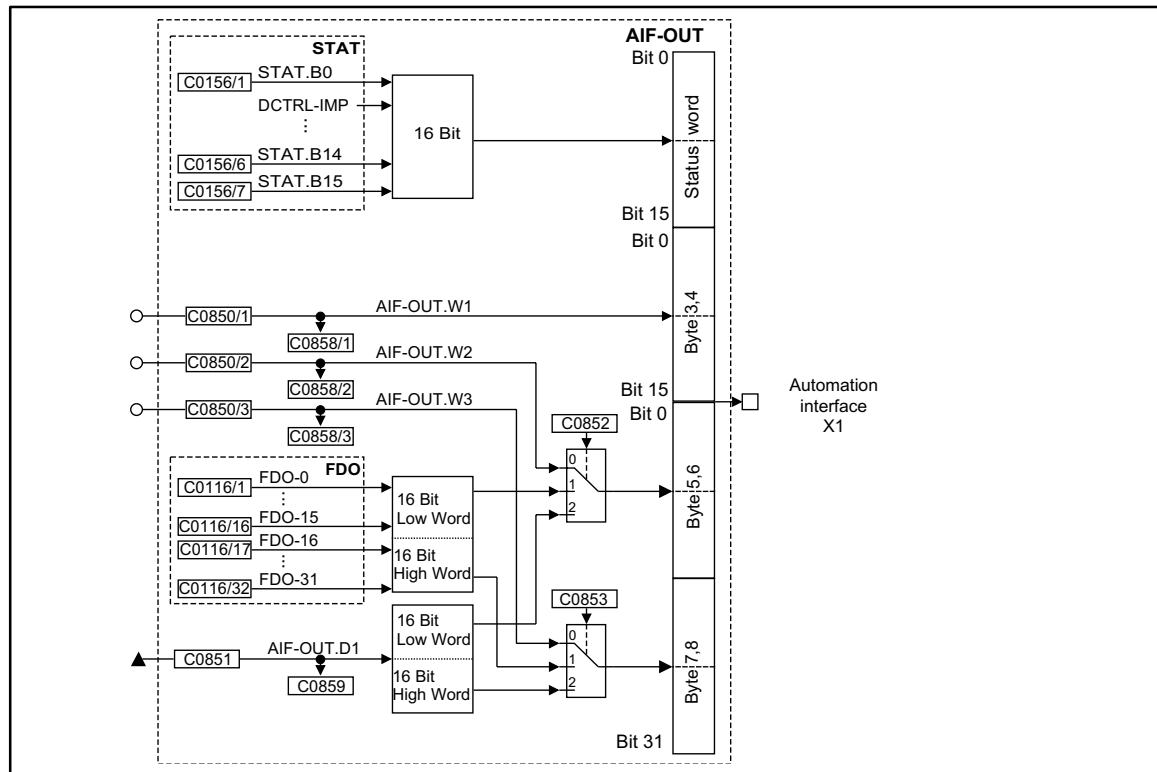 AIF-OUT
STAT
Bit 0
C0156/1
STAT.B0
DCTRL-IMP
⋮
16 Bit
C0156/6
STAT.B14
C0156/7
STAT.B15
Status word
Bit 15
Bit 0
C0850/1
AIF-OUT.W1
C0858/1
Byte 3,4
C0850/2
AIF-OUT.W2
C0858/2
Bit 15
C0850/3
AIF-OUT.W3
C0858/3
Bit 0
Automation
interface
X1
C0852
0
1
2
Byte 5,6
FDO
C0116/1
FDO-0
⋮
C0116/16
FDO-15
C0116/17
FDO-16
⋮
C0116/32
FDO-31
16 Bit
Low Word
16 Bit
High Word
C0853
0
1
2
Byte 7,8
16 Bit
Low Word
16 Bit
High Word
C0851
AIF-OUT.D1
C0859
Bit 31